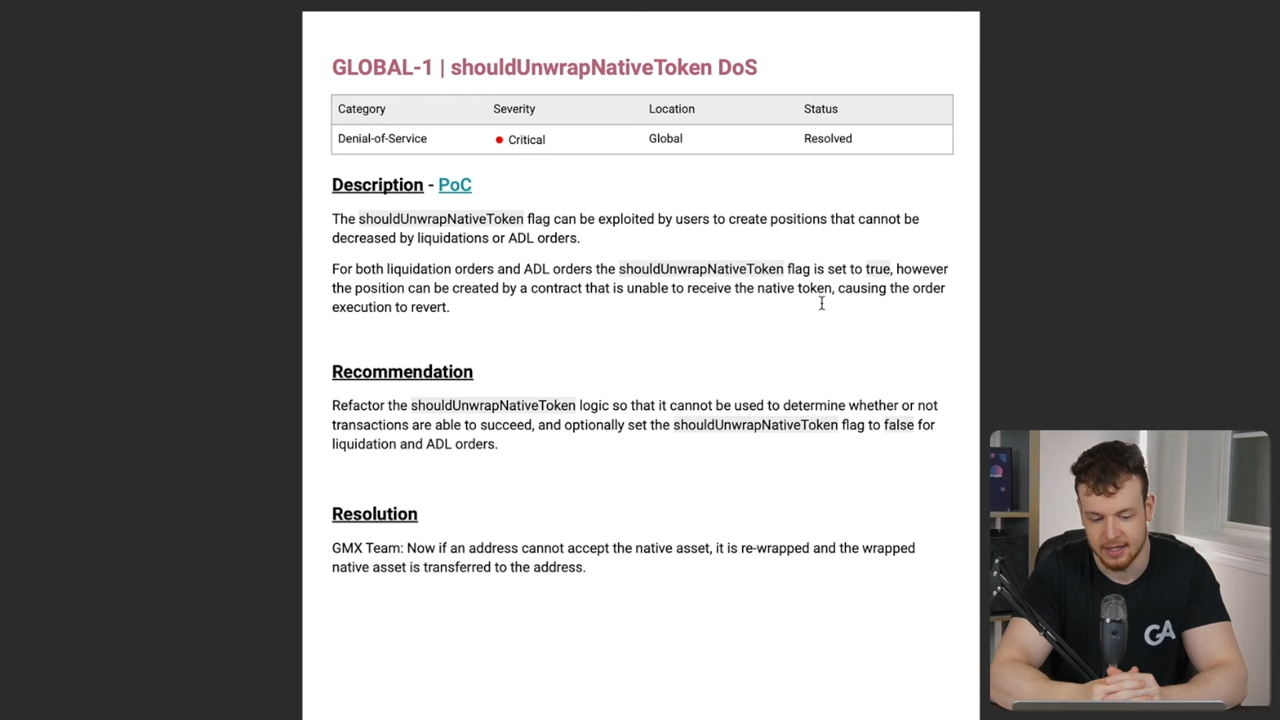 GLOBAL-1 | shouldUnwrapNativeToken DoS
Category Severity Location Status
Denial-of-Service Critical Global Resolved
Description - PoC
The shouldUnwrapNativeToken flag can be exploited by users to create positions that cannot be
decreased by liquidations or ADL orders.
For both liquidation orders and ADL orders the shouldUnwrapNativeToken flag is set to true, however
the position can be created by a contract that is unable to receive the native token, causing the order
execution to revert.
Recommendation
Refactor the shouldUnwrapNativeToken logic so that it cannot be used to determine whether or not
transactions are able to succeed, and optionally set the shouldUnwrapNativeToken flag to false for
liquidation and ADL orders.
Resolution
GMX Team: Now if an address cannot accept the native asset, it is re-wrapped and the wrapped
native asset is transferred to the address.
GA